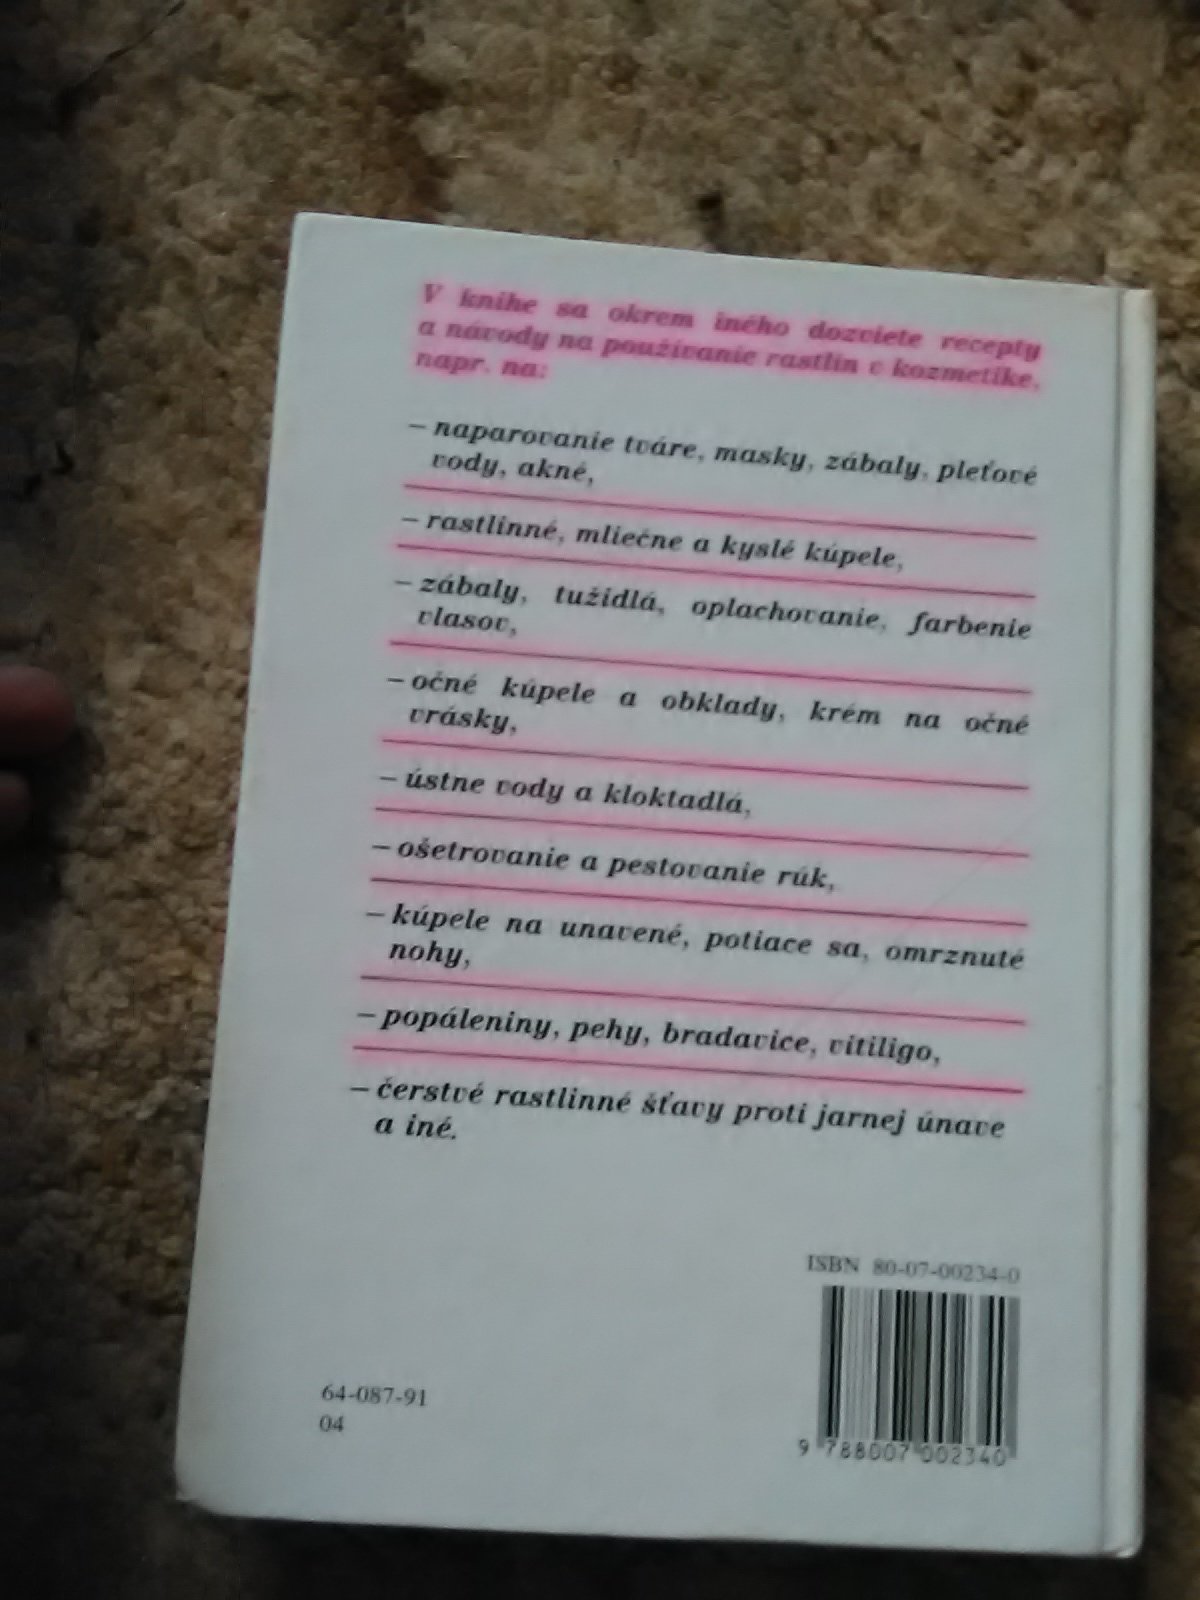 V knihe sa okrem iného dozviete recepty
a návody na používanie rastlín v kozmetike,
napr. na:
– naparovanie tváre, masky, zábaly, pleťové
vody, akné,
– rastlinné, mliečne a kyslé kúpele,
– zábaly, tužidlá, oplachovanie, farbenie
vlasov,
– očné kúpele a obklady, krém na očné
vrásky,
– ústne vody a kloktadlá,
– ošetrovanie a pestovanie rúk,
– kúpele na unavené, potiace sa, omrznuté
nohy,
– popáleniny, pehy, bradavice, vitiligo,
– čerstvé rastlinné šťavy proti jarnej únave
a iné.
ISBN 80-07-00234-0
64-087-91
04
9 788007 002340